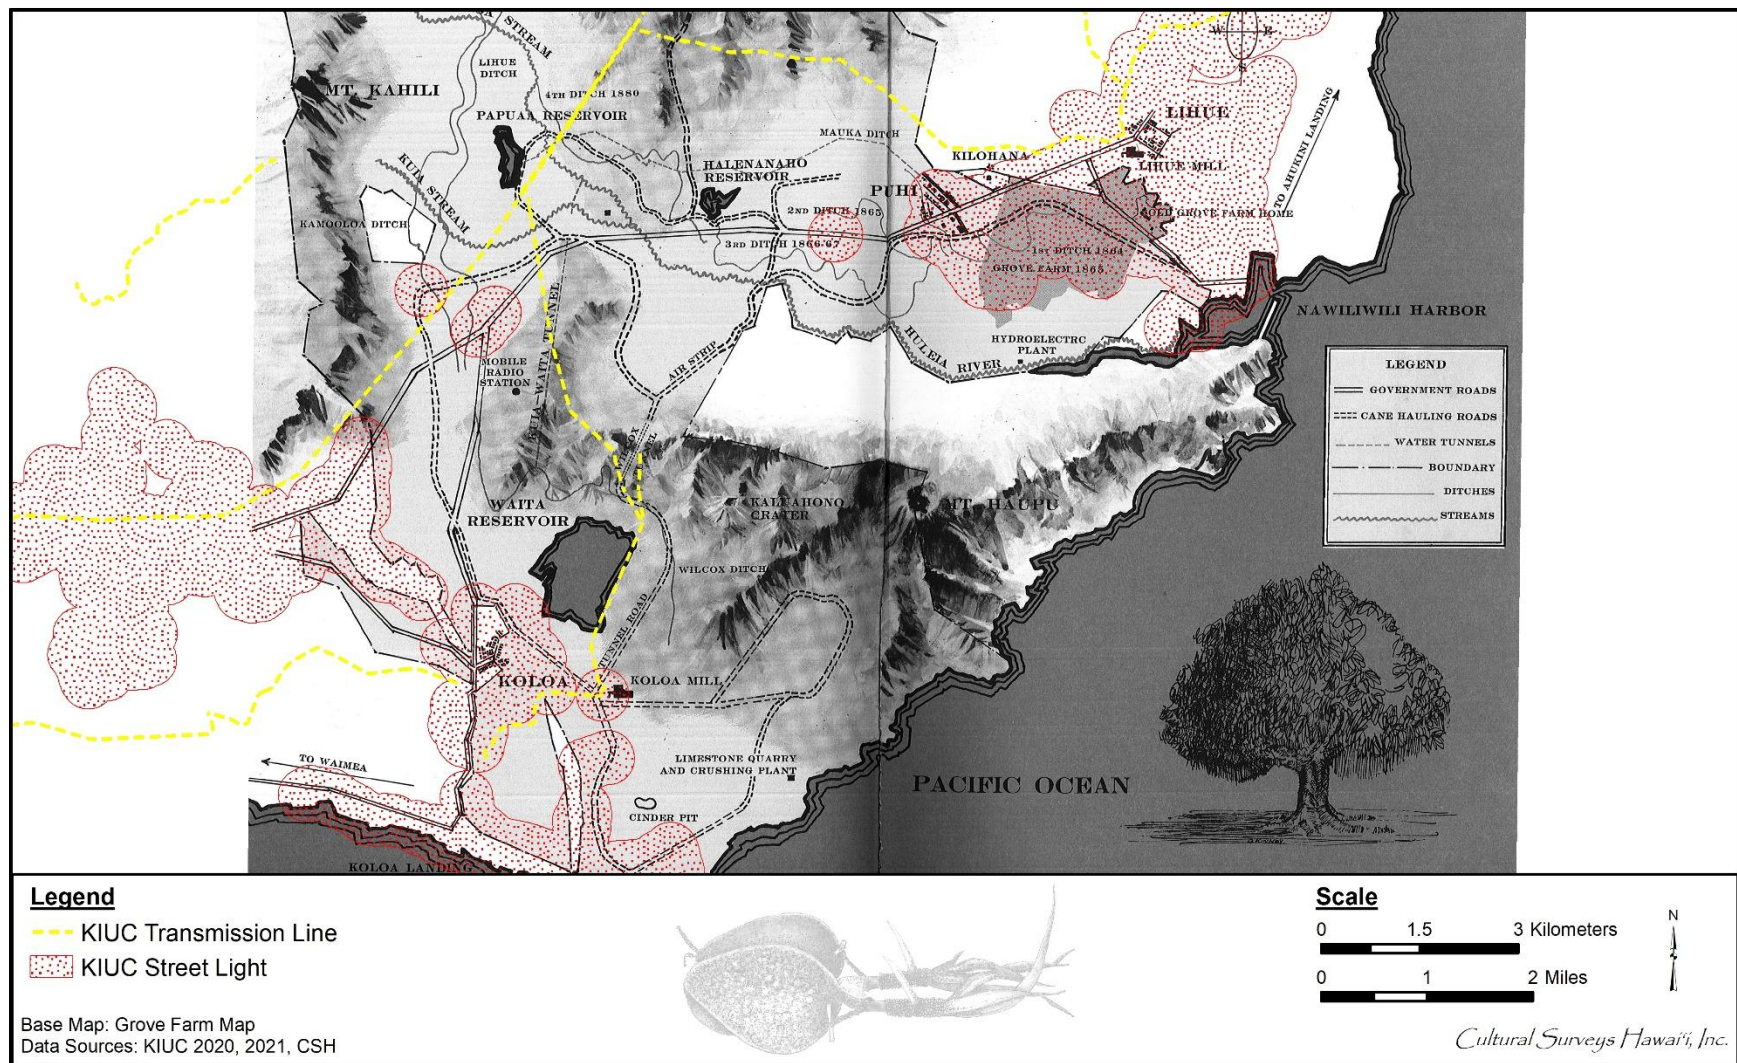 STREAM
LIHUE
DITCH
MT. KAHILI
4TH DITCH 1880
PAPUAA RESERVOIR
KUIA STREAM
KAMOOLOA DITCH
HALENANAHO
RESERVOIR
MAUKA DITCH
KILOHANA
PUHI
2ND DITCH 1865
3RD DITCH 1866-67
W E
S
LIHUE
LIHUE MILL
TO AHUKINI LANDING
OLD GROVE FARM HOME
1ST DITCH 1864
GROVE FARM 1865
NAWILIWILI HARBOR
HYDROELECTRC
PLANT
HULEIA RIVER
AIR STRIP
MOBILE
RADIO
STATION
KUIA WAITA TUNNEL
WAITA
RESERVOIR
KALUAHONO
CRATER
MT. HAUPU
WILCOX DITCH
TUNNEL ROAD
KOLOA
KOLOA MILL
TO WAIMEA
LIMESTONE QUARRY
AND CRUSHING PLANT
CINDER PIT
KOLOA LANDING
PACIFIC OCEAN
LEGEND
GOVERNMENT ROADS
CANE HAULING ROADS
WATER TUNNELS
BOUNDARY
DITCHES
STREAMS
Legend
KIUC Transmission Line
KIUC Street Light
Base Map: Grove Farm Map
Data Sources: KIUC 2020, 2021, CSH
Scale
0 1.5 3 Kilometers
0 1 2 Miles
N
Cultural Surveys Hawaiʻi, Inc.